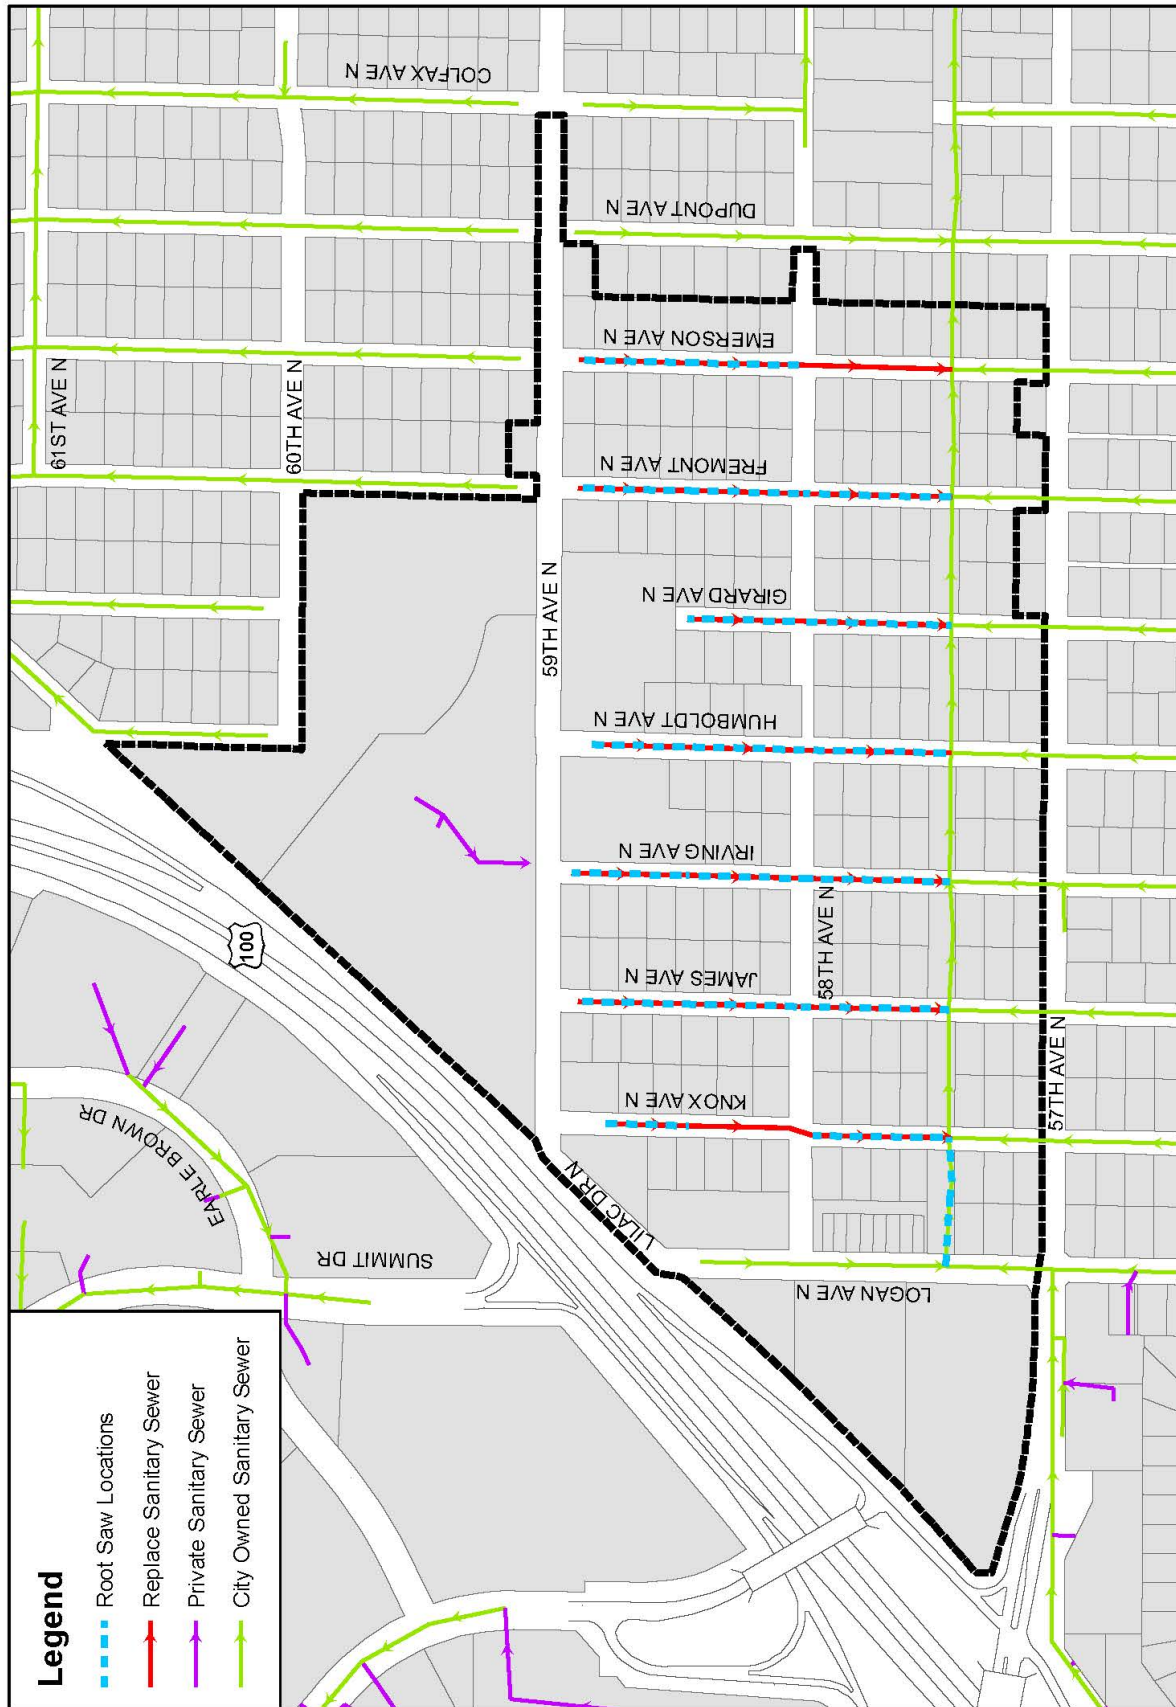 Legend
Root Saw Locations
Replace Sanitary Sewer
Private Sanitary Sewer
City Owned Sanitary Sewer
EARLE BROWN DR
SUMMIT DR
100
LILAC DR N
LOGAN AVE N
KNOX AVE N
JAMES AVE N
IRVING AVE N
HUMBOLDT AVE N
GIRARD AVE N
FREMONT AVE N
EMERSON AVE N
DUPONT AVE N
COLFAX AVE N
61ST AVE N
60TH AVE N
59TH AVE N
58TH AVE N
57TH AVE N